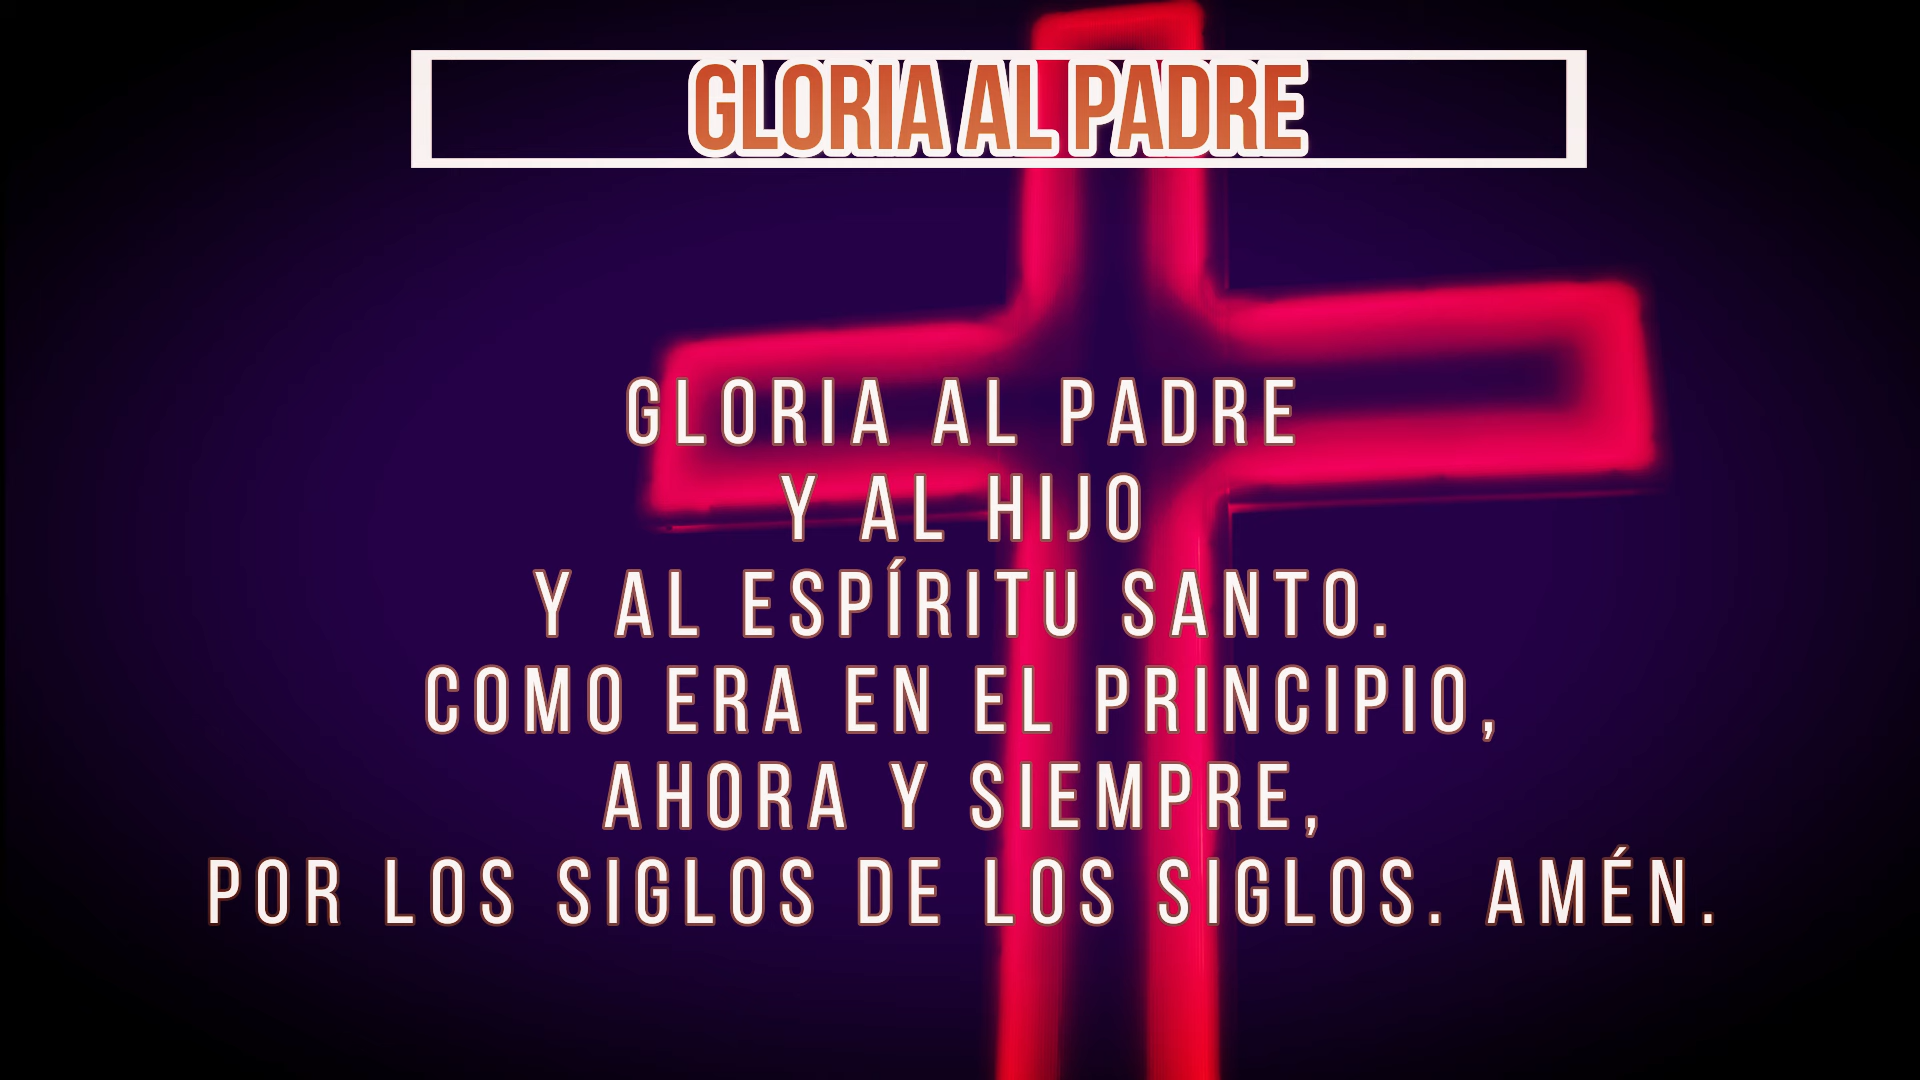 GLORIA AL PADRE
GLORIA AL PADRE
Y AL HIJO
Y AL ESPÍRITU SANTO.
COMO ERA EN EL PRINCIPIO,
AHORA Y SIEMPRE,
POR LOS SIGLOS DE LOS SIGLOS. AMÉN.